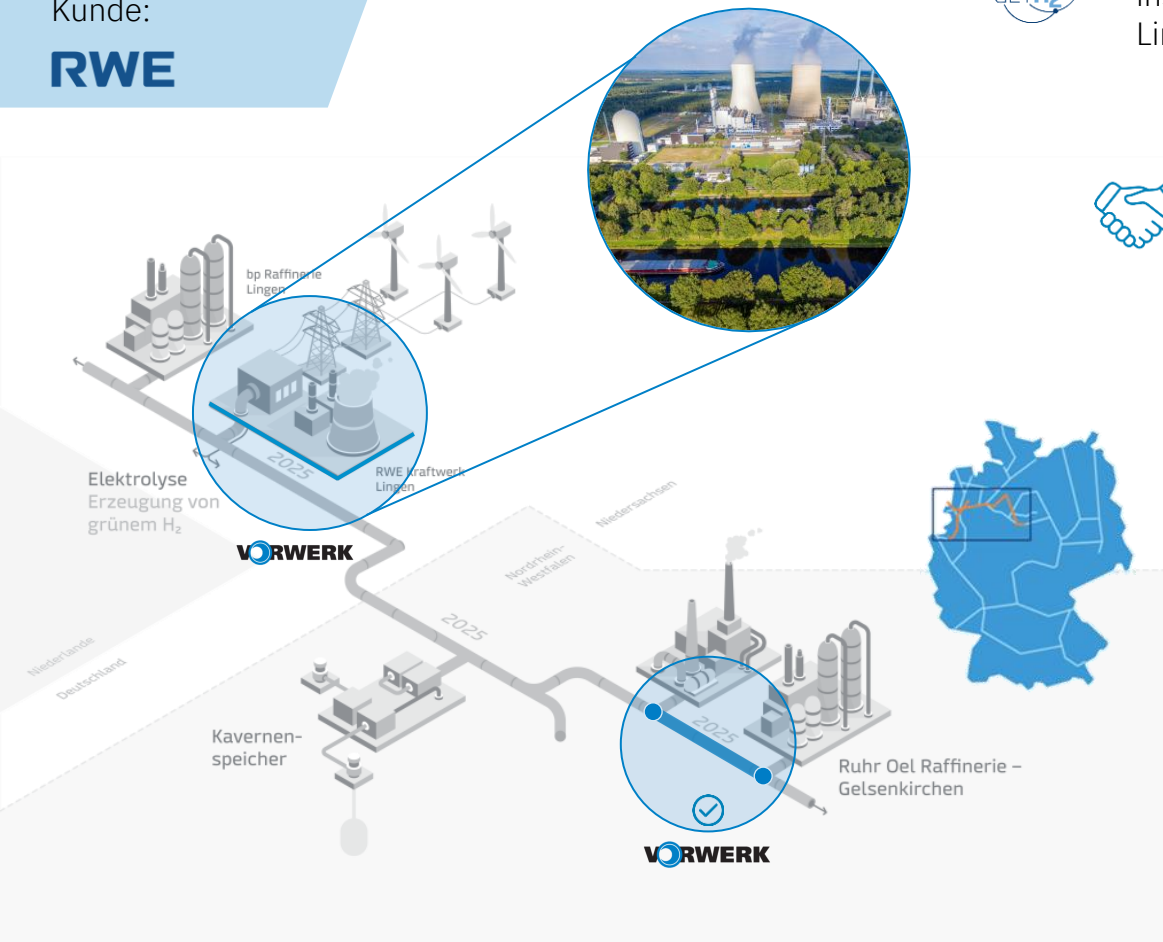 Kunde:
RWE
bp Raffinerie
Lingen
2025
RWE Kraftwerk
Lingen
Elektrolyse
Erzeugung von
grünem H₂
VORWERK
Niedersachsen
Nordrhein-
Westfalen
2025
Niederlande
Deutschland
Kavernen-
speicher
2025
Ruhr Oel Raffinerie –
Gelsenkirchen
VORWERK